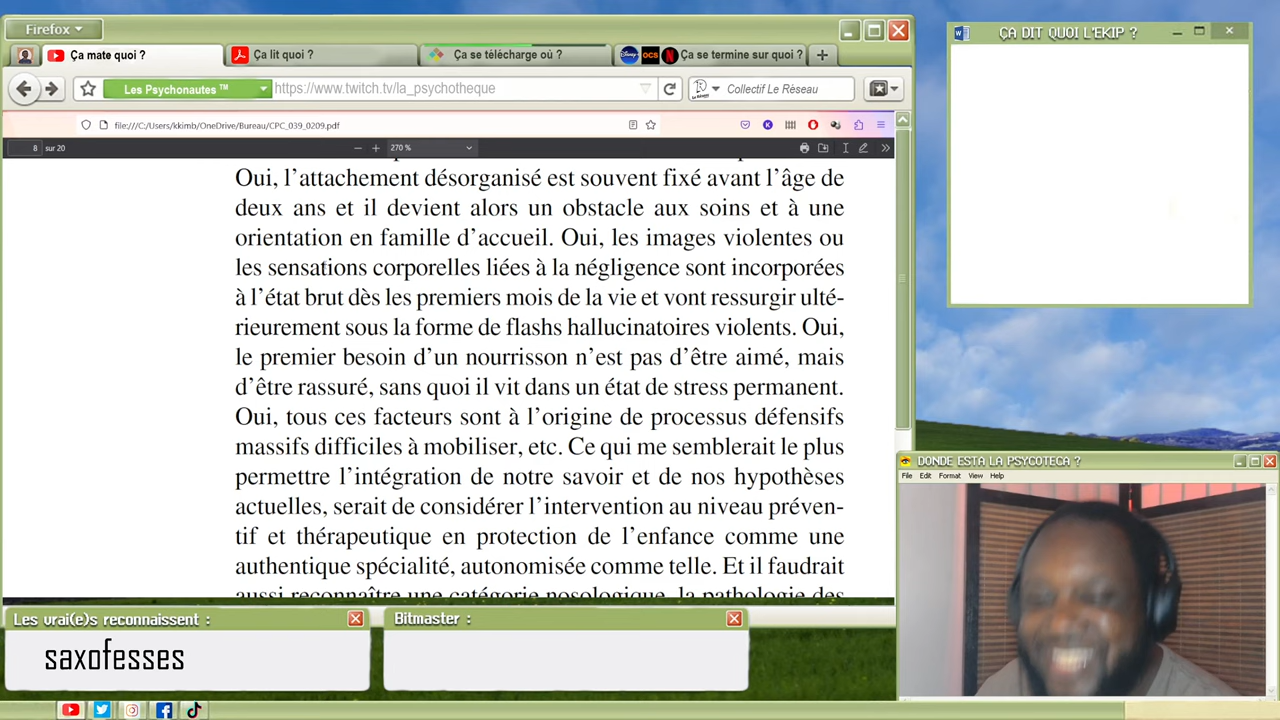 Firefox
ÇA DIT QUOI L'EKIP ?
Ça mate quoi ?
Ça lit quoi ?
Ça se télécharge où ?
Disney+
OCS
Ça se termine sur quoi ?
Les Psychonautes ™
https://www.twitch.tv/la_psychotheque
Collectif Le Réseau
file:///C:/Users/kkimb/OneDrive/Bureau/CPC_039_0209.pdf
8 sur 20
270 %
Oui, l’attachement désorganisé est souvent fixé avant l’âge de
deux ans et il devient alors un obstacle aux soins et à une
orientation en famille d’accueil. Oui, les images violentes ou
les sensations corporelles liées à la négligence sont incorporées
à l’état brut dès les premiers mois de la vie et vont ressurgir ulté-
rieurement sous la forme de flashs hallucinatoires violents. Oui,
le premier besoin d’un nourrisson n’est pas d’être aimé, mais
d’être rassuré, sans quoi il vit dans un état de stress permanent.
Oui, tous ces facteurs sont à l’origine de processus défensifs
massifs difficiles à mobiliser, etc. Ce qui me semblerait le plus
permettre l’intégration de notre savoir et de nos hypothèses
actuelles, serait de considérer l’intervention au niveau préven-
tif et thérapeutique en protection de l’enfance comme une
authentique spécialité, autonomisée comme telle. Et il faudrait
aussi reconnaître une catégorie nosologique, la pathologie des
DONDE ESTA LA PSYCOTECA ?
File Edit Format View Help
Les vrai(e)s reconnaissent :
saxofesses
Bitmaster :